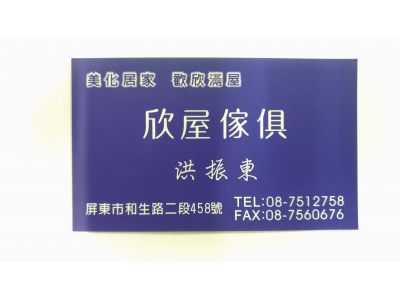 美化居家 歡欣滿屋
欣屋傢俱
洪振東
屏東市和生路二段458號
TEL:08-7512758
FAX:08-7560676